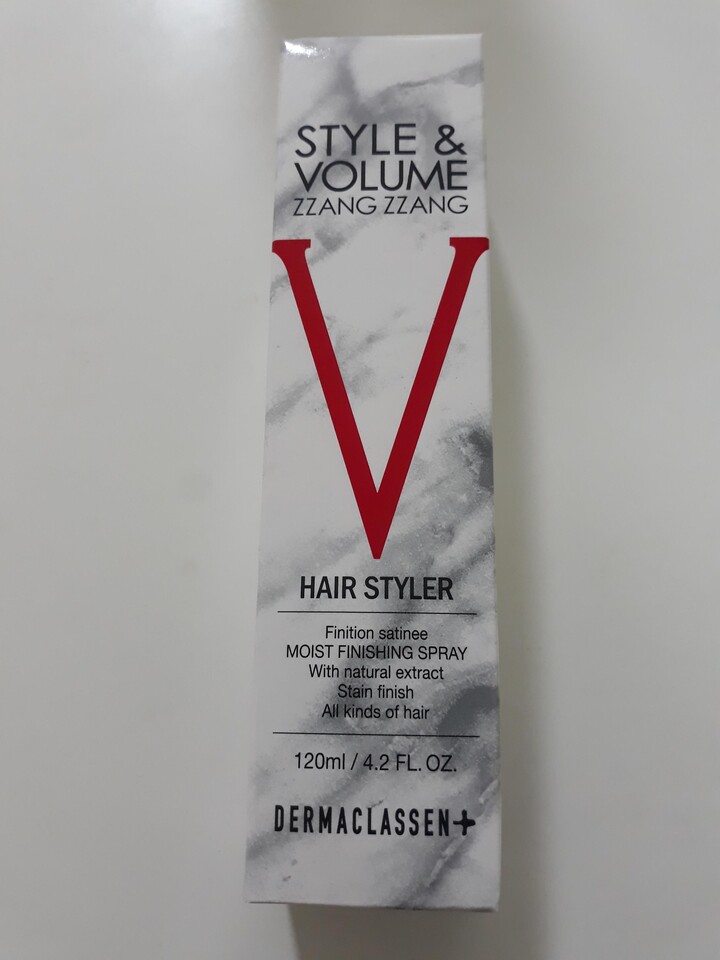 STYLE &
VOLUME
ZZANG ZZANG
V
HAIR STYLER
Finition satinee
MOIST FINISHING SPRAY
With natural extract
Stain finish
All kinds of hair
120ml / 4.2 FL. OZ.
DERMACLASSEN+